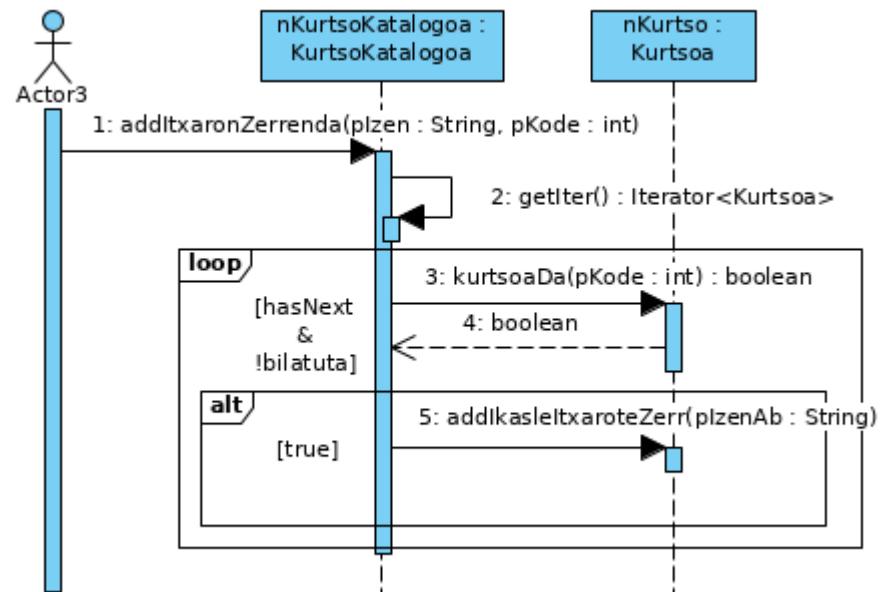 nKurtsoKatalogoa :
KurtsoKatalogoa
nKurtso :
Kurtsoa
Actor3
1: addItxaronZerrenda(pIzen : String, pKode : int)
2: getIter() : Iterator<Kurtsoa>
loop
3: kurtsoaDa(pKode : int) : boolean
[hasNext
&
!bilatuta]
4: boolean
alt
5: addIkasleItxaroteZerr(pIzenAb : String)
[true]